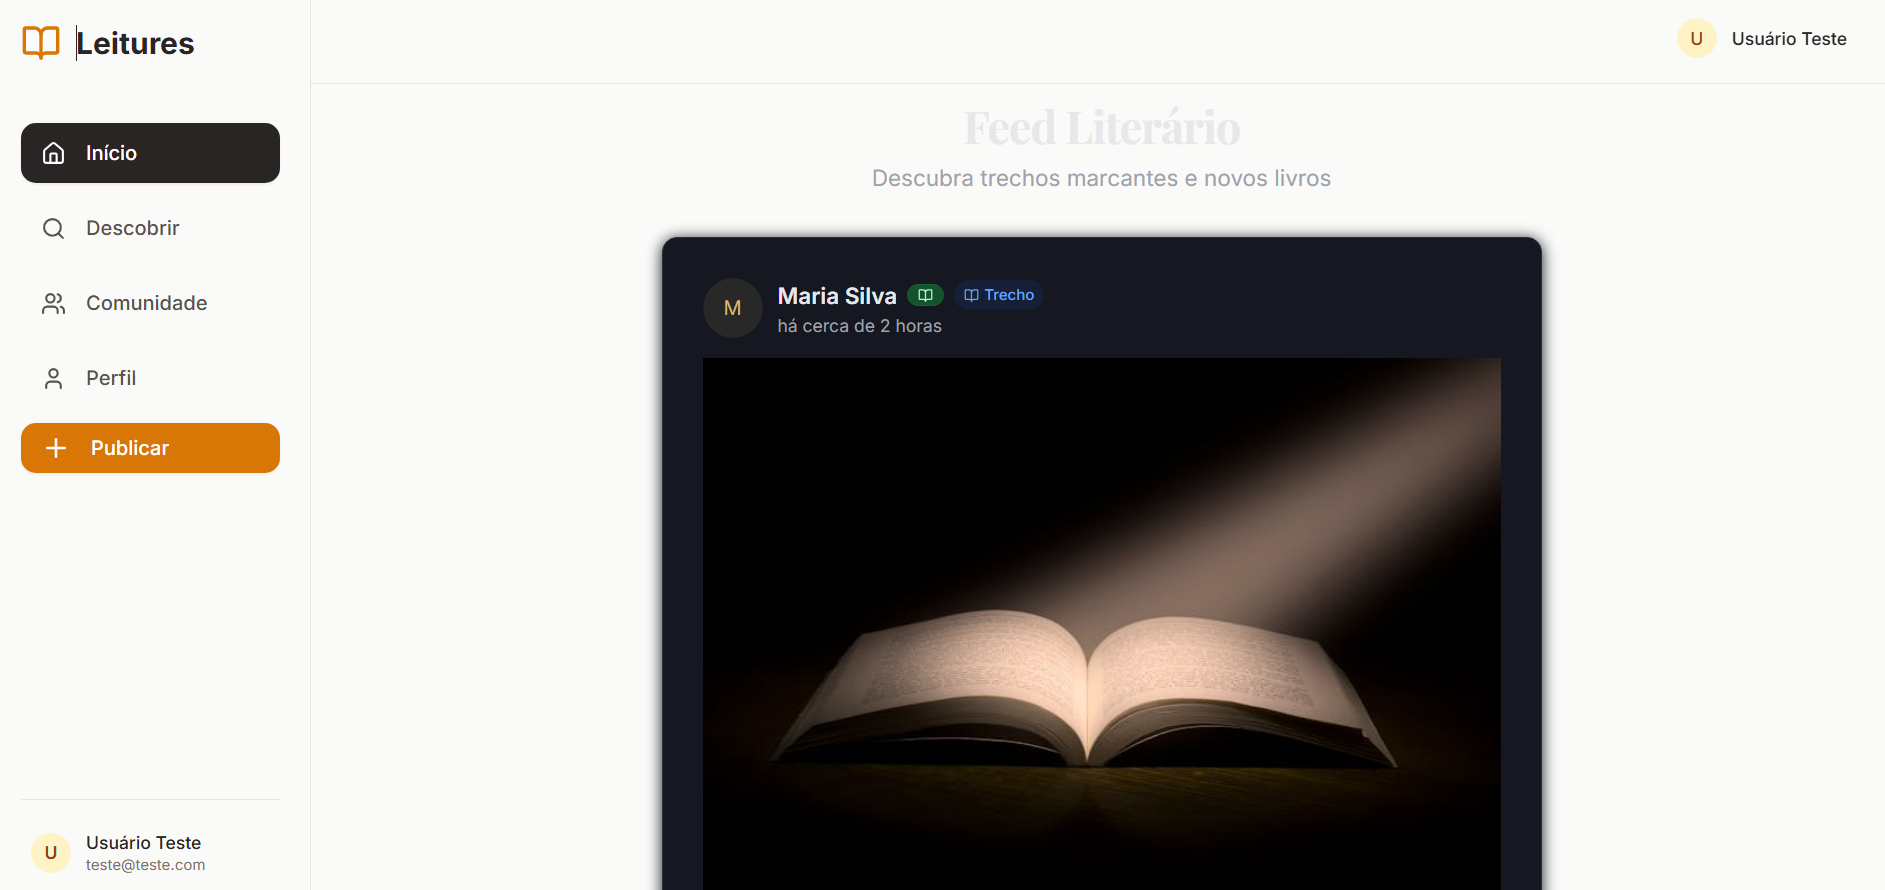 Leitures
Início
Descobrir
Comunidade
Perfil
Publicar
Usuário Teste
teste@teste.com
Usuário Teste
Feed Literário
Descubra trechos marcantes e novos livros
Maria Silva
Trecho
há cerca de 2 horas
M
U
U